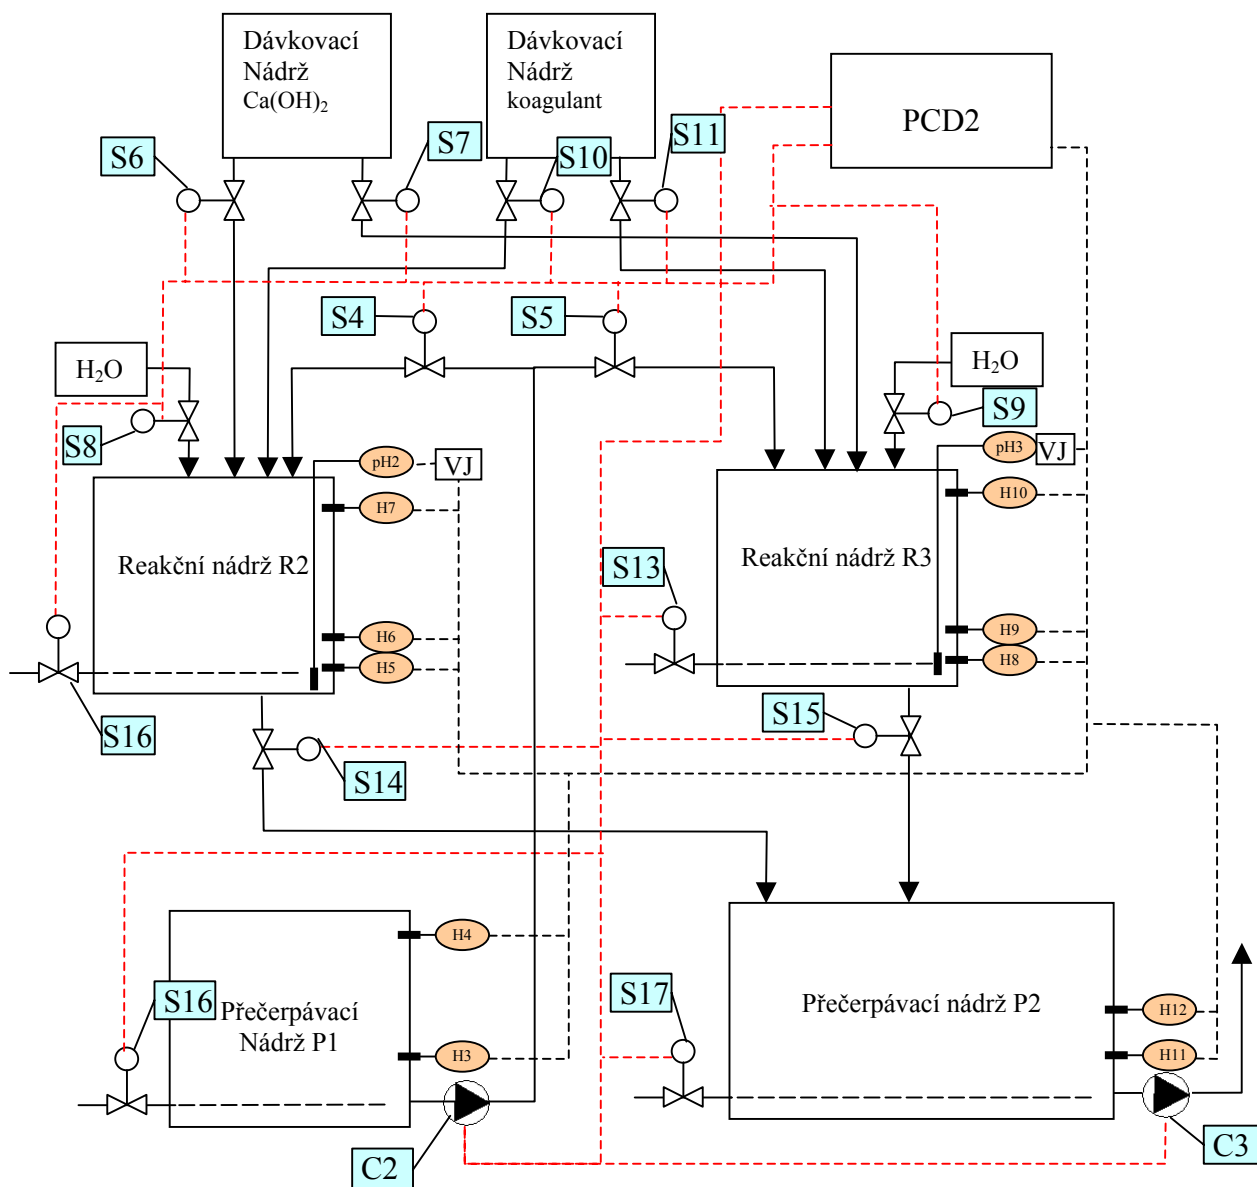 Dávkovací
Nádrž
Ca(OH)₂
Dávkovací
Nádrž
koagulant
PCD2
S6
S7
S10
S11
S4
S5
H₂O
H₂O
S8
S9
pH2
VJ
pH3
VJ
H7
H10
Reakční nádrž R2
Reakční nádrž R3
S13
H6
H5
H9
H8
S16
S14
S15
H4
S16
Přečerpávací
Nádrž P1
H3
S17
Přečerpávací nádrž P2
H12
H11
C2
C3